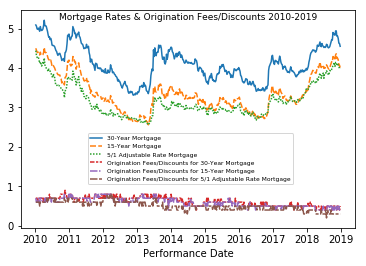 Mortgage Rates & Origination Fees/Discounts 2010-2019
5
4
3
2
1
0
30-Year Mortgage
15-Year Mortgage
5/1 Adjustable Rate Mortgage
Origination Fees/Discounts for 30-Year Mortgage
Origination Fees/Discounts for 15-Year Mortgage
Origination Fees/Discounts for 5/1 Adjustable Rate Mortgage
2010 2011 2012 2013 2014 2015 2016 2017 2018 2019
Performance Date